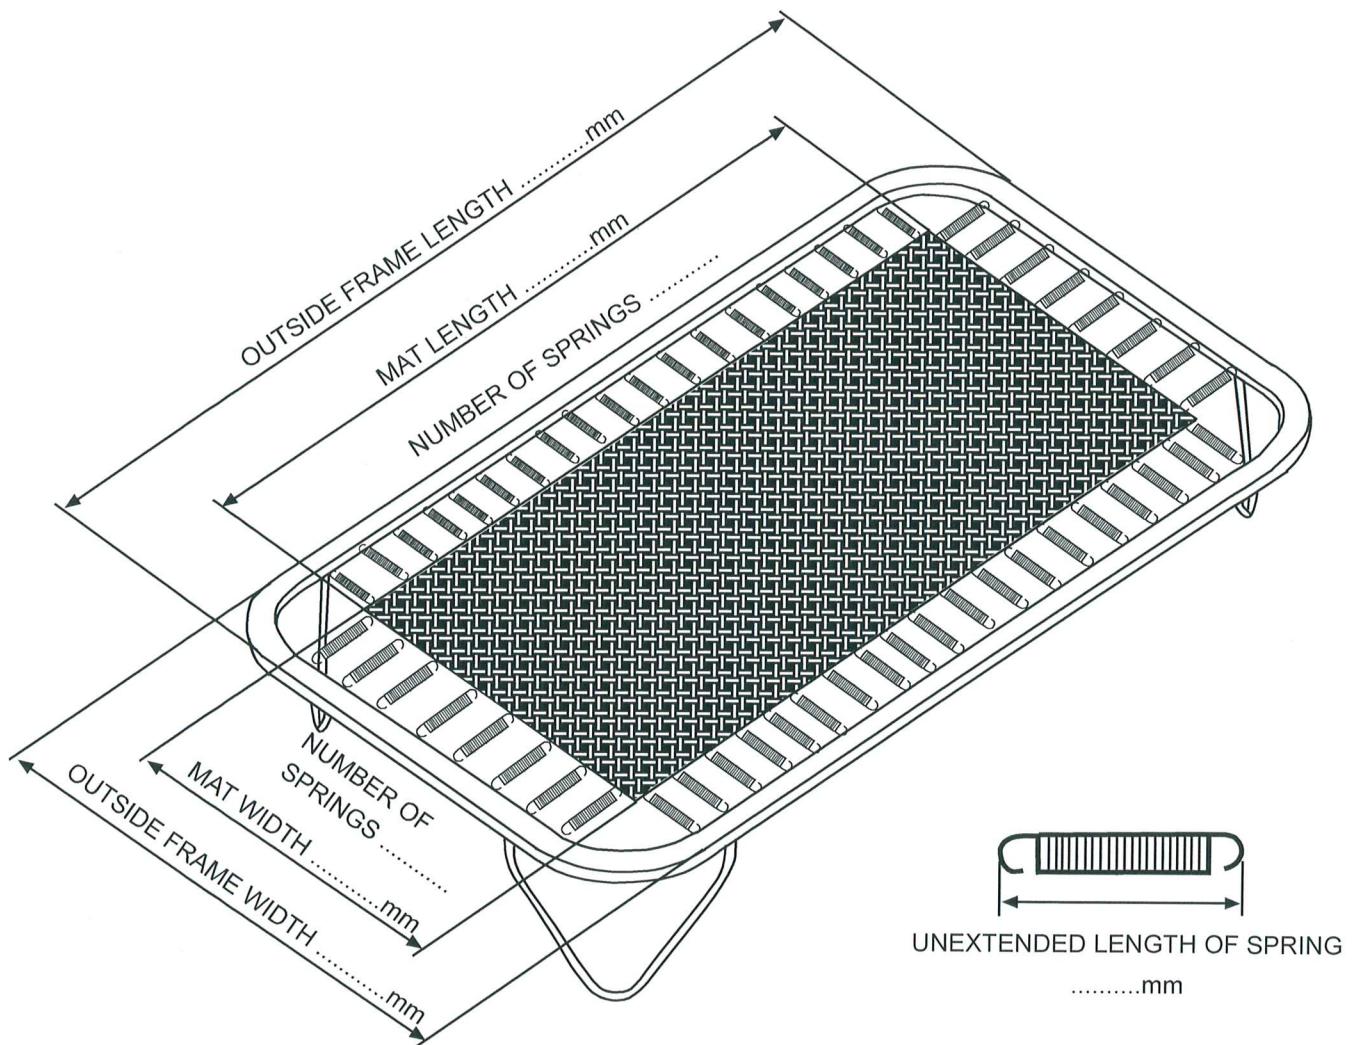 OUTSIDE FRAME LENGTH ...........mm
MAT LENGTH ...........mm
NUMBER OF SPRINGS ...........
NUMBER OF
SPRINGS ...........
MAT WIDTH ...........mm
OUTSIDE FRAME WIDTH ...........mm
UNEXTENDED LENGTH OF SPRING
..........mm